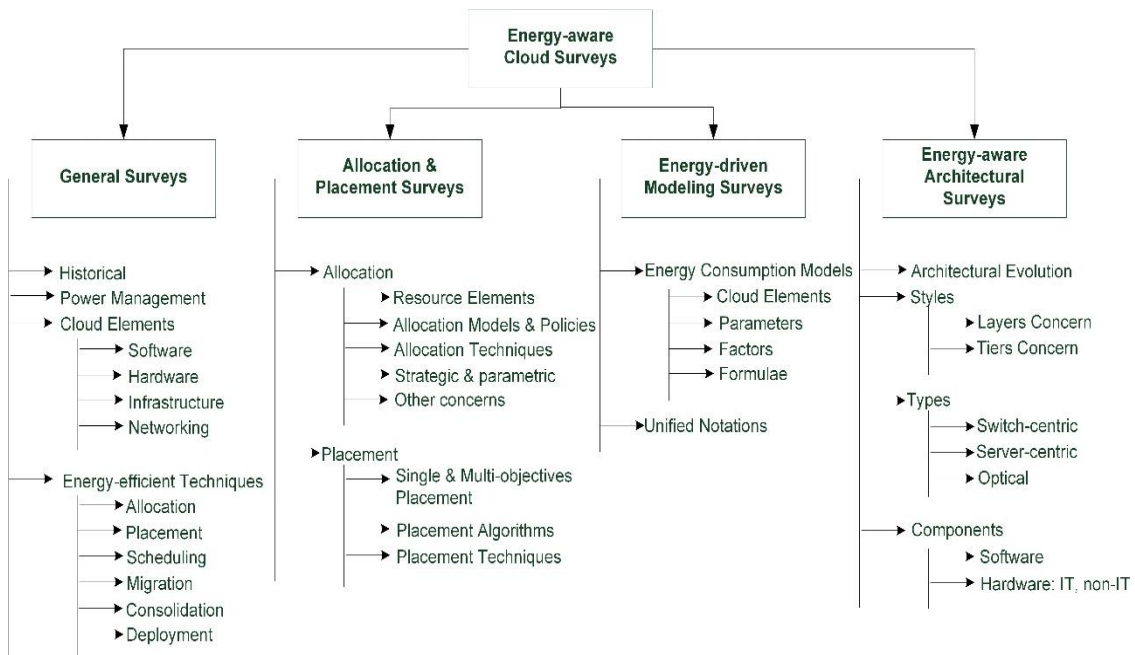 Energy-aware
Cloud Surveys
General Surveys
Historical
Power Management
Cloud Elements
Software
Hardware
Infrastructure
Networking
Energy-efficient Techniques
Allocation
Placement
Scheduling
Migration
Consolidation
Deployment
Allocation &
Placement Surveys
Allocation
Resource Elements
Allocation Models & Policies
Allocation Techniques
Strategic & parametric
Other concerns
Placement
Single & Multi-objectives
Placement
Placement Algorithms
Placement Techniques
Energy-driven
Modeling Surveys
Energy Consumption Models
Cloud Elements
Parameters
Factors
Formulae
Unified Notations
Energy-aware
Architectural
Surveys
Architectural Evolution
Styles
Layers Concern
Tiers Concern
Types
Switch-centric
Server-centric
Optical
Components
Software
Hardware: IT, non-IT